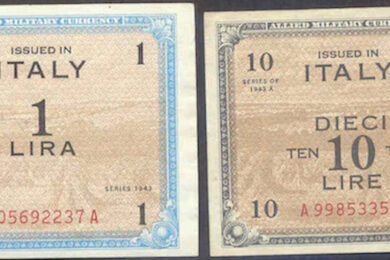 ALLIED MILITARY CURRENCY
ISSUED IN
ITALY
1
1
LIRA
SERIES 1943
05692237 A
1
ALLIED MILITARY CURRENCY
ISSUED IN
10
ITALY
SERIES OF
1943 A
DIECI
TEN 10
LIRE
10
A 9985335